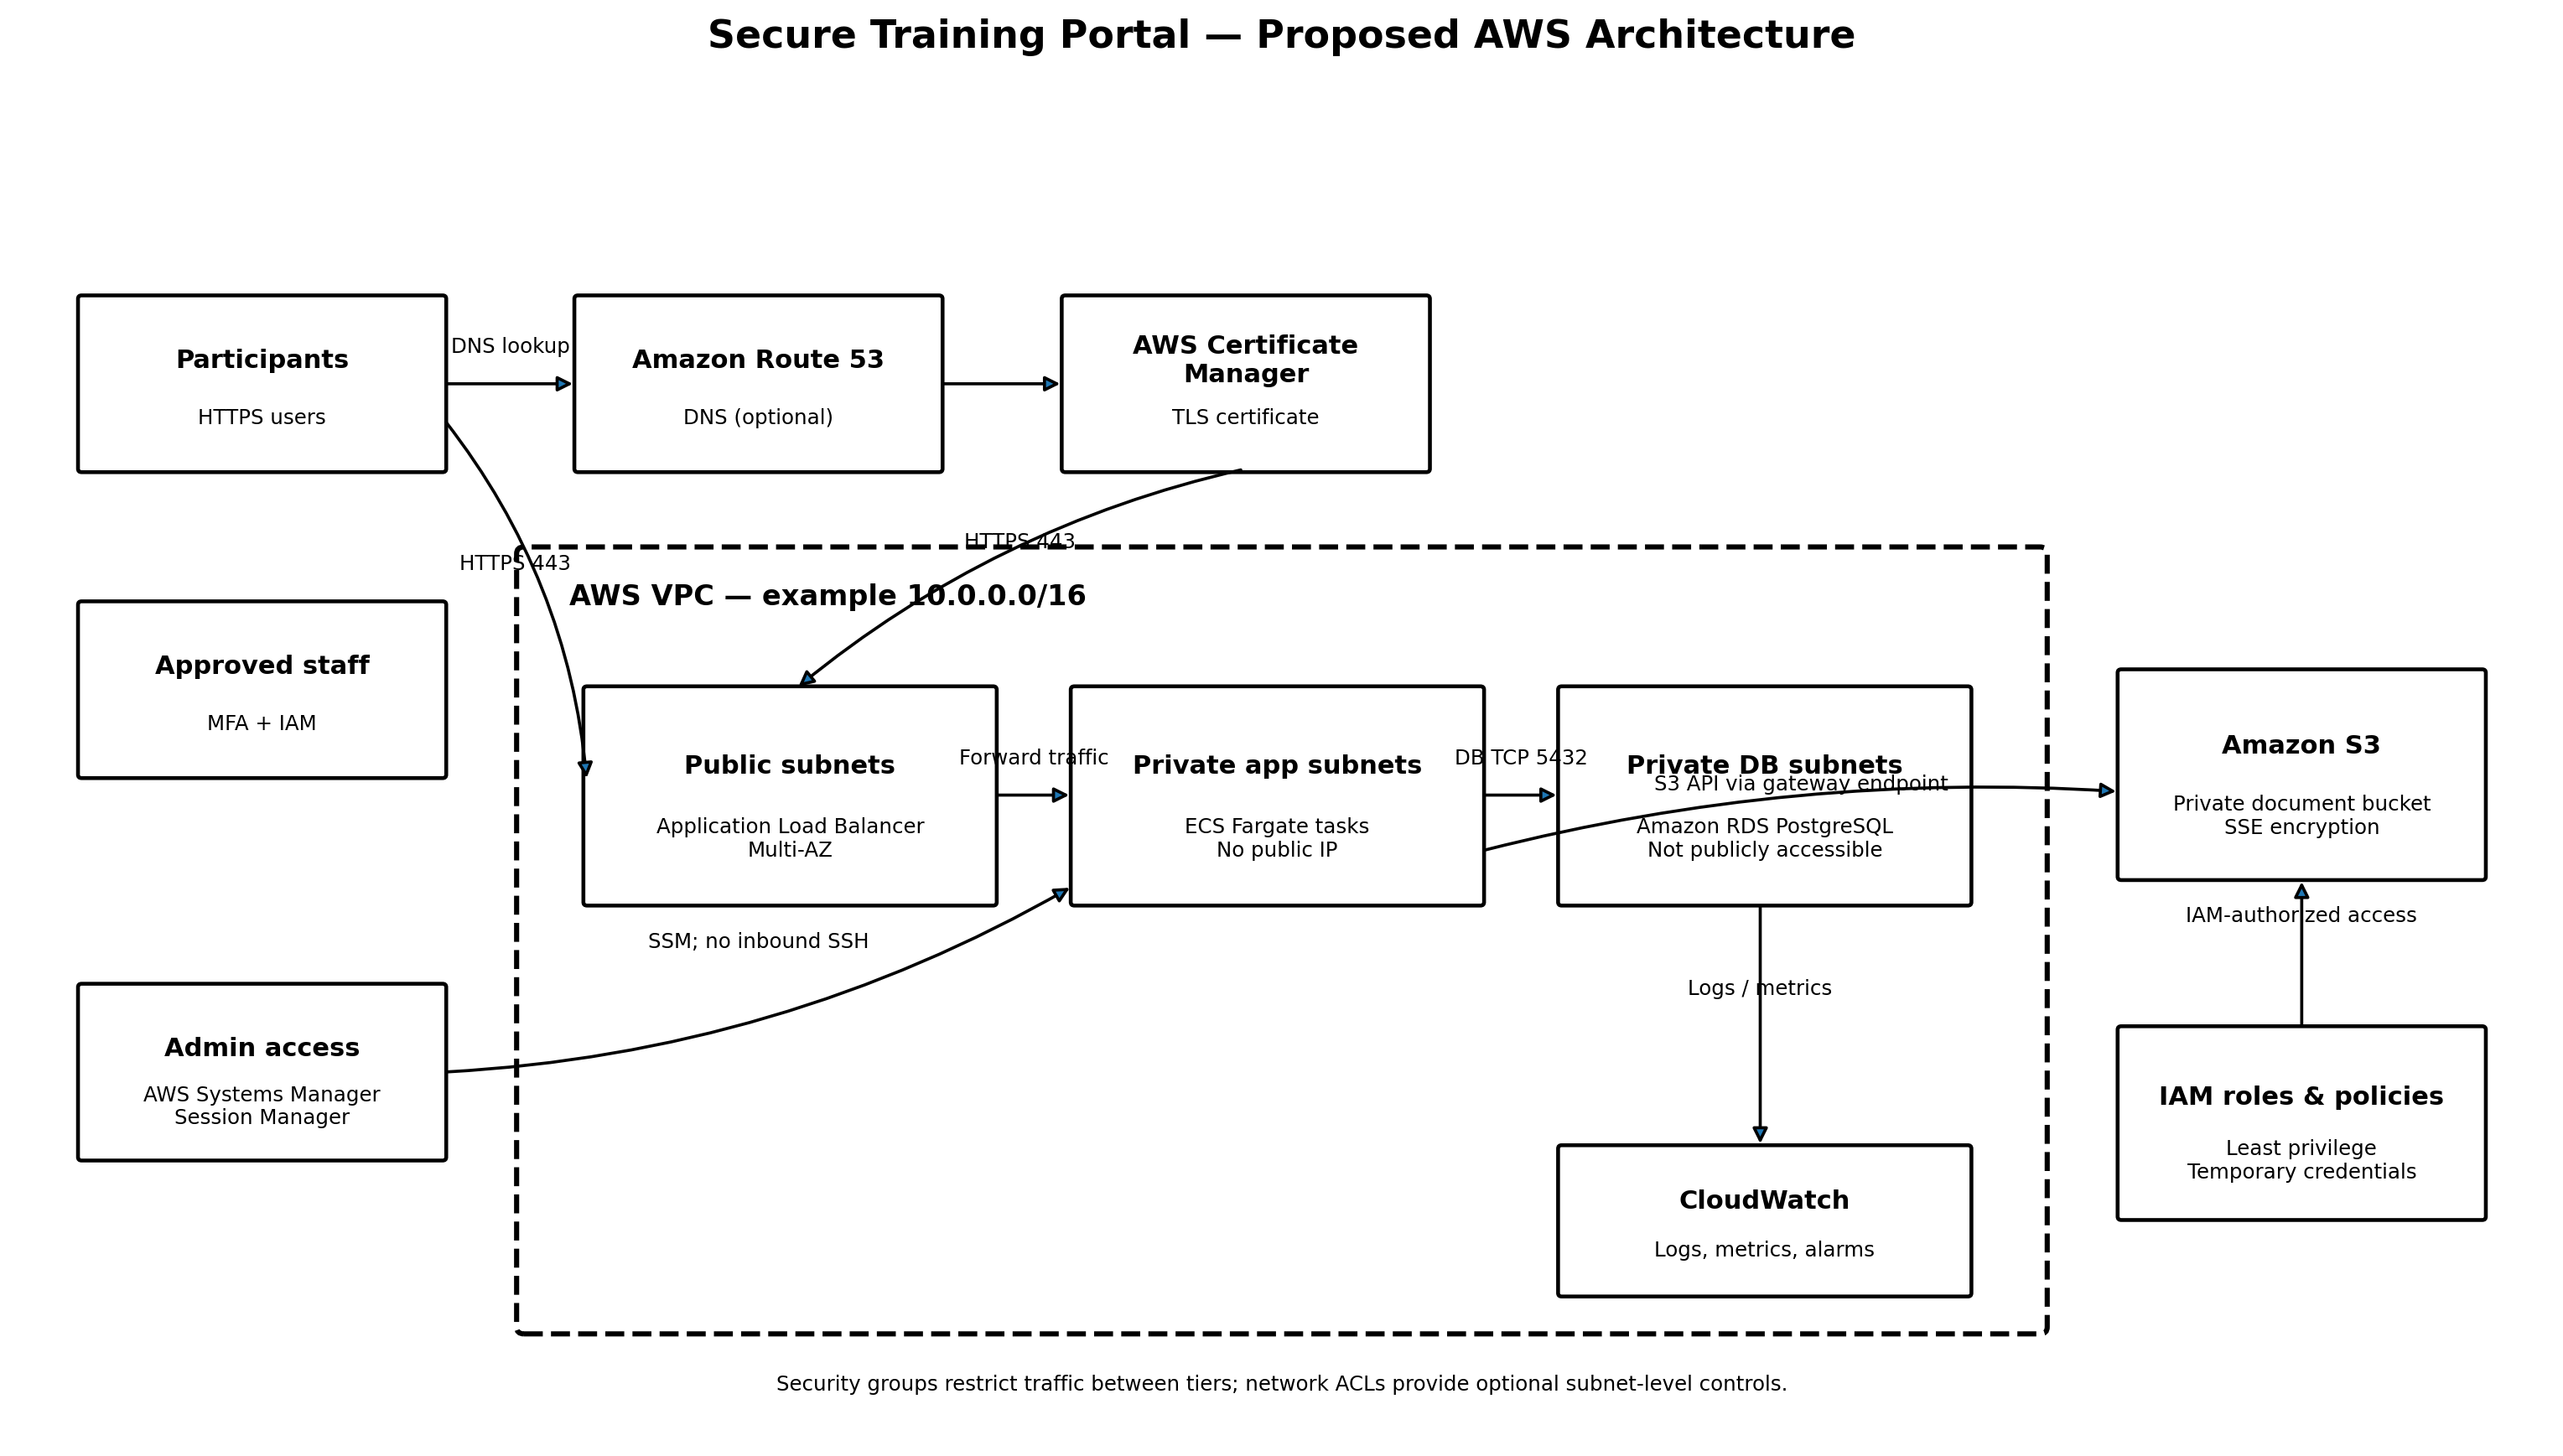 Secure Training Portal — Proposed AWS Architecture
Participants
HTTPS users
DNS lookup
Amazon Route 53
DNS (optional)
AWS Certificate
Manager
TLS certificate
HTTPS 443
HTTPS 443
AWS VPC — example 10.0.0.0/16
Approved staff
MFA + IAM
Public subnets
Application Load Balancer
Multi-AZ
Forward traffic
Private app subnets
ECS Fargate tasks
No public IP
DB TCP 5432
Private DB subnets
S3 API via gateway endpoint
Amazon RDS PostgreSQL
Not publicly accessible
Amazon S3
Private document bucket
SSE encryption
IAM-authorized access
SSM; no inbound SSH
Logs / metrics
Admin access
AWS Systems Manager
Session Manager
IAM roles & policies
Least privilege
Temporary credentials
CloudWatch
Logs, metrics, alarms
Security groups restrict traffic between tiers; network ACLs provide optional subnet-level controls.